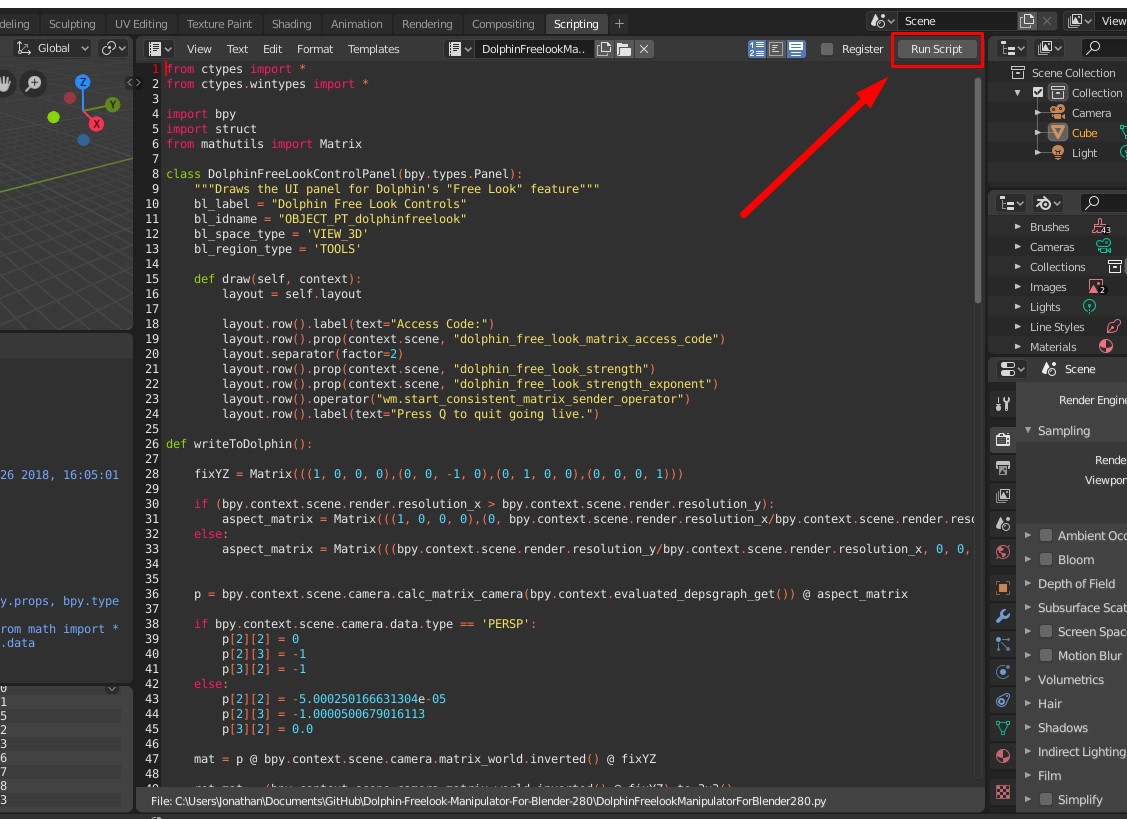 deling Sculpting UV Editing Texture Paint Shading Animation Rendering Compositing Scripting + Scene View
Global View Text Edit Format Templates DolphinFreelookMa.. Register Run Script
Z
Y
X
1 from ctypes import *
2 from ctypes.wintypes import *
3
4 import bpy
5 import struct
6 from mathutils import Matrix
7
8 class DolphinFreeLookControlPanel(bpy.types.Panel):
9 """Draws the UI panel for Dolphin's "Free Look" feature"""
10 bl_label = "Dolphin Free Look Controls"
11 bl_idname = "OBJECT_PT_dolphinfreelook"
12 bl_space_type = 'VIEW_3D'
13 bl_region_type = 'TOOLS'
14
15 def draw(self, context):
16 layout = self.layout
17
18 layout.row().label(text="Access Code:")
19 layout.row().prop(context.scene, "dolphin_free_look_matrix_access_code")
20 layout.separator(factor=2)
21 layout.row().prop(context.scene, "dolphin_free_look_strength")
22 layout.row().prop(context.scene, "dolphin_free_look_strength_exponent")
23 layout.row().operator("wm.start_consistent_matrix_sender_operator")
24 layout.row().label(text="Press Q to quit going live.")
25
26 def writeToDolphin():
27
28 fixYZ = Matrix(((1, 0, 0, 0),(0, 0, -1, 0),(0, 1, 0, 0),(0, 0, 0, 1)))
29
30 if (bpy.context.scene.render.resolution_x > bpy.context.scene.render.resolution_y):
31 aspect_matrix = Matrix(((1, 0, 0, 0),(0, bpy.context.scene.render.resolution_x/bpy.context.scene.render.reso
32 else:
33 aspect_matrix = Matrix(((bpy.context.scene.render.resolution_y/bpy.context.scene.render.resolution_x, 0, 0,
34
35
36 p = bpy.context.scene.camera.calc_matrix_camera(bpy.context.evaluated_depsgraph_get()) @ aspect_matrix
37
38 if bpy.context.scene.camera.data.type == 'PERSP':
39 p[2][2] = 0
40 p[2][3] = -1
41 p[3][2] = -1
42 else:
43 p[2][2] = -5.000250166631304e-05
44 p[2][3] = -1.0000500679016113
45 p[3][2] = 0.0
46
47 mat = p @ bpy.context.scene.camera.matrix_world.inverted() @ fixYZ
48
File: C:\Users\Jonathan\Documents\GitHub\Dolphin-Freelook-Manipulator-For-Blender-280\DolphinFreelookManipulatorForBlender280.py
26 2018, 16:05:01
y.props, bpy.type
rom math import *
.data
0
1
5
2
3
6
7
8
3
Scene Collection
Collection
Camera
Cube
Light
Brushes 43
Cameras
Collections
Images 2
Lights
Line Styles
Materials
Scene
Render Engine
Sampling
Rende
Viewpor
Ambient Occ
Bloom
Depth of Field
Subsurface Scat
Screen Spac
Motion Blur
Volumetrics
Hair
Shadows
Indirect Lighting
Film
Simplify